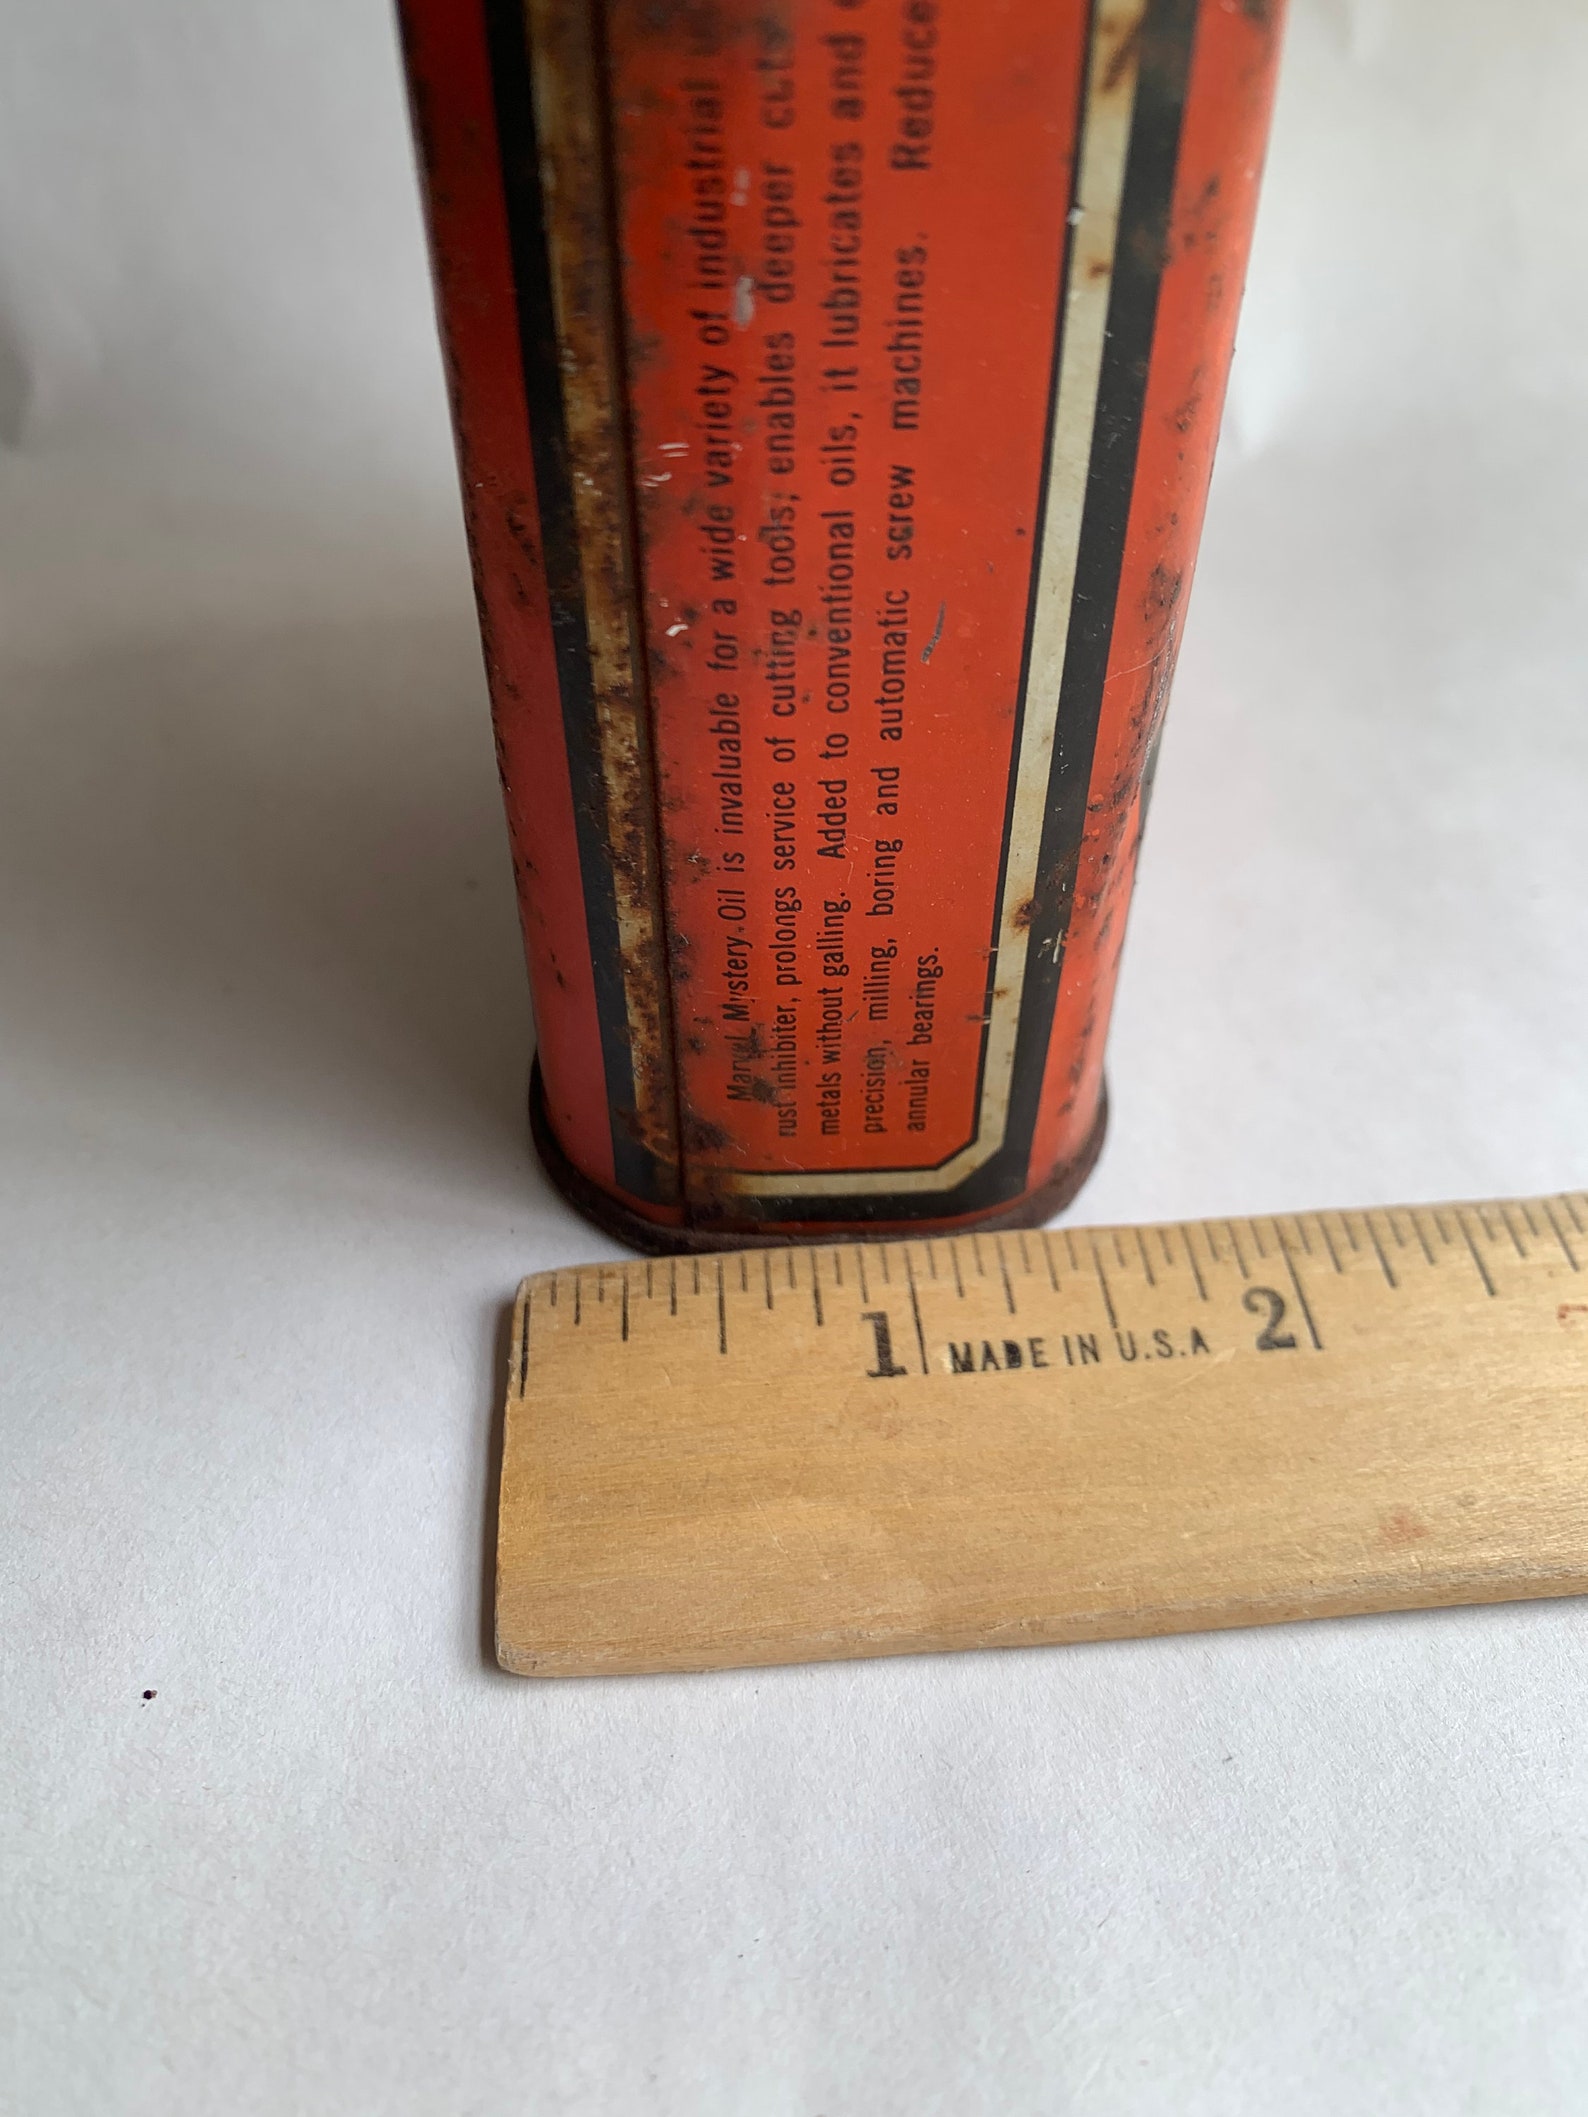 Marvel Mystery Oil is invaluable for a wide variety of industrial
rust inhibiter, prolongs service of cutting tools; enables deeper cuts
metals without galling. Added to conventional oils, it lubricates and
precision, milling, boring and automatic screw machines. Reduce
annular bearings.
1 MADE IN U.S.A 2